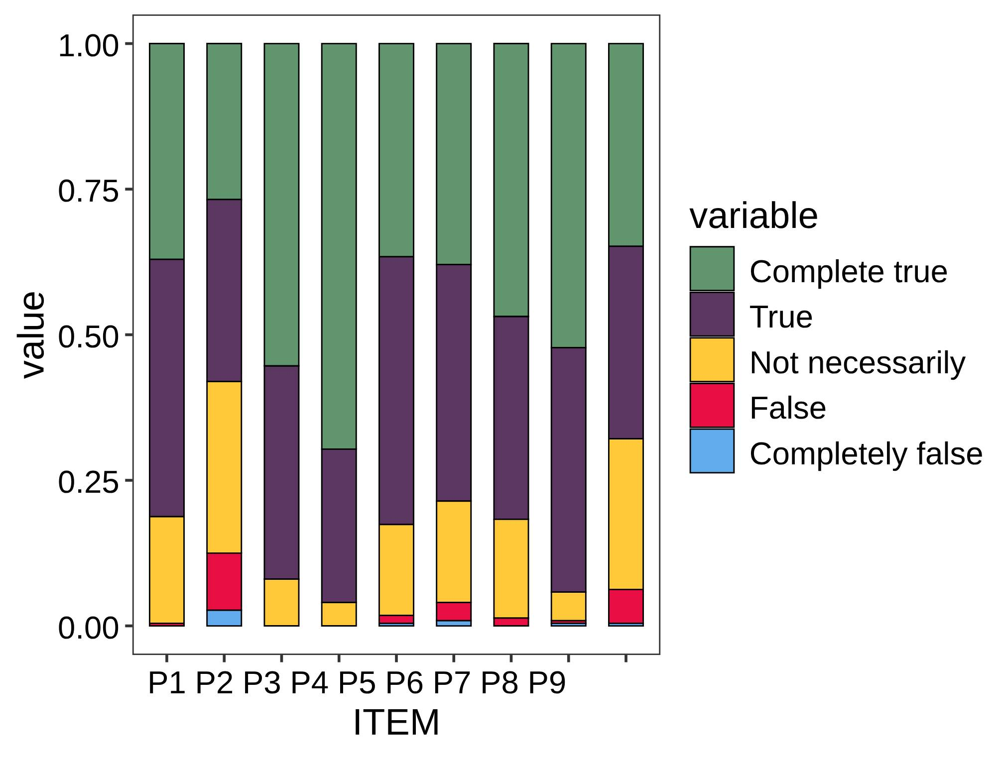 1.00
0.75
0.50
0.25
0.00
value
P1 P2 P3 P4 P5 P6 P7 P8 P9
ITEM
variable
Complete true
True
Not necessarily
False
Completely false